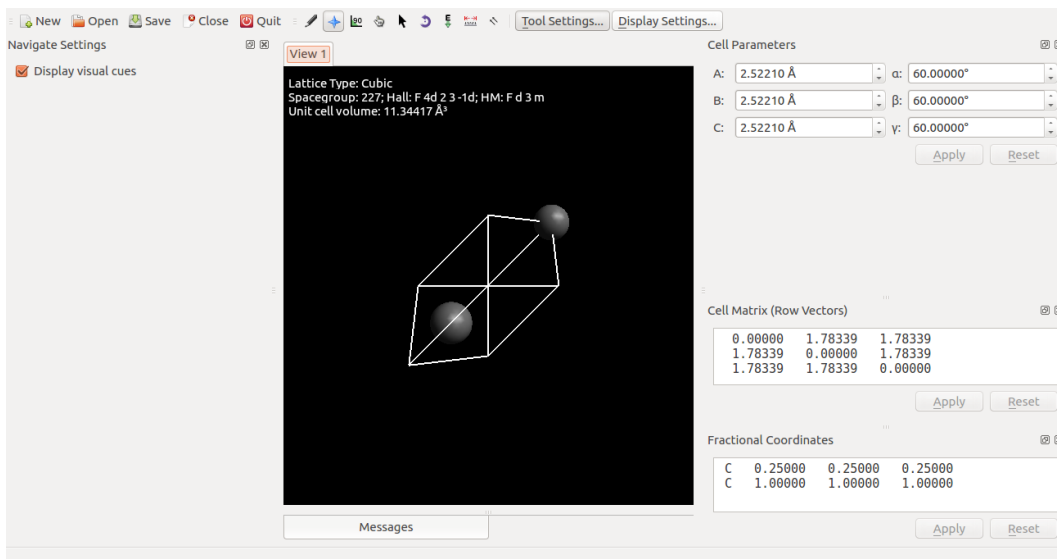 New Open Save Close Quit Tool Settings... Display Settings...
Navigate Settings
Display visual cues
View 1
Lattice Type: Cubic
Spacegroup: 227; Hall: F 4d 2 3 -1d; HM: F d 3 m
Unit cell volume: 11.34417 Å³
Messages
Cell Parameters
A: 2.52210 Å α: 60.00000°
B: 2.52210 Å β: 60.00000°
C: 2.52210 Å γ: 60.00000°
Apply Reset
Cell Matrix (Row Vectors)
0.00000 1.78339 1.78339
1.78339 0.00000 1.78339
1.78339 1.78339 0.00000
Apply Reset
Fractional Coordinates
C 0.25000 0.25000 0.25000
C 1.00000 1.00000 1.00000
Apply Reset